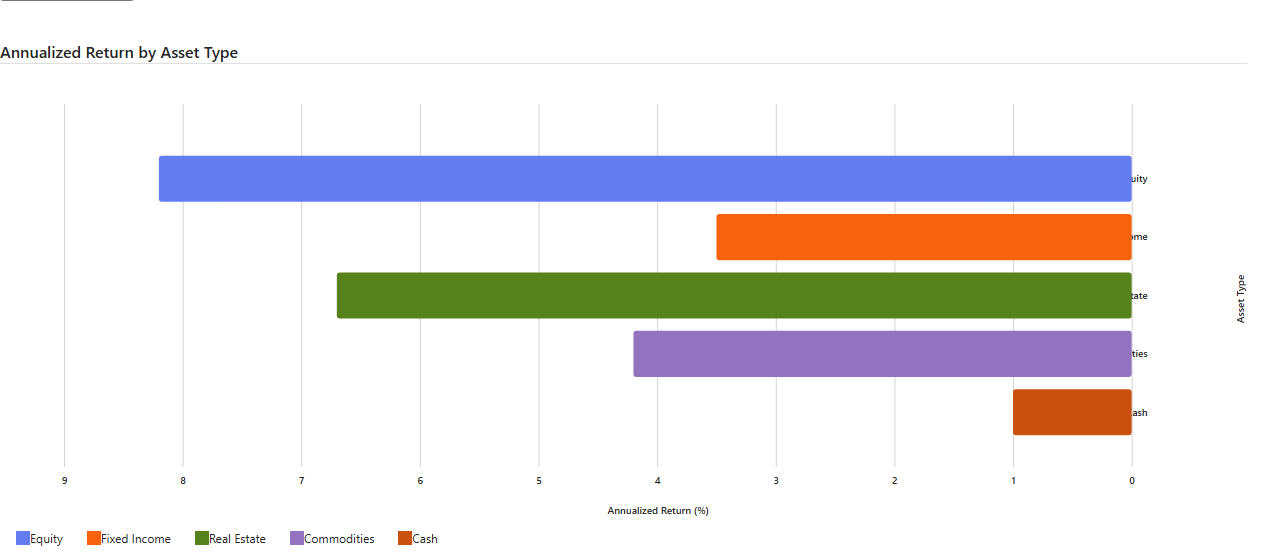 Annualized Return by Asset Type
uity
ome
tate
ties
ash
Asset Type
9 8 7 6 5 4 3 2 1 0
Annualized Return (%)
Equity Fixed Income Real Estate Commodities Cash